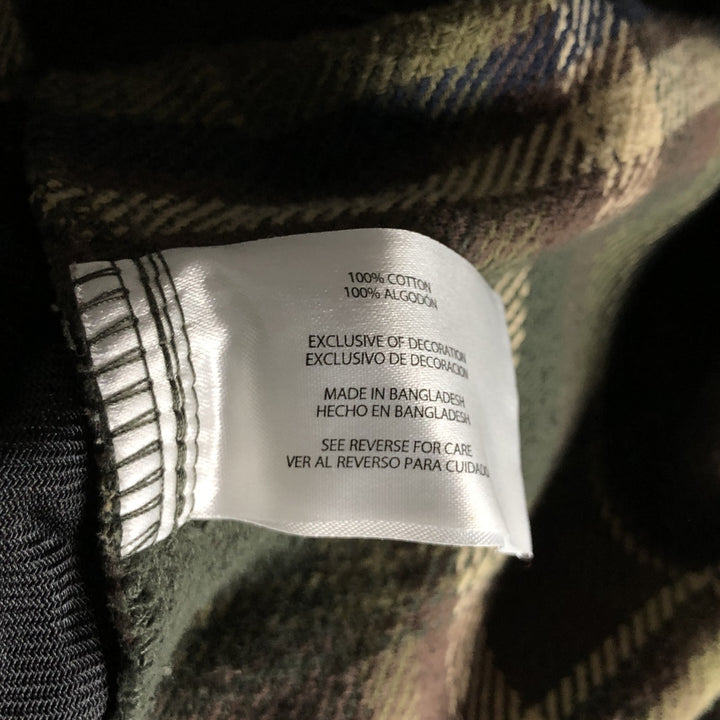 100% COTTON
100% ALGODÓN
EXCLUSIVE OF DECORATION
EXCLUSIVO DE DECORACION
MADE IN BANGLADESH
HECHO EN BANGLADESH
SEE REVERSE FOR CARE
VER AL REVERSO PARA CUIDADO